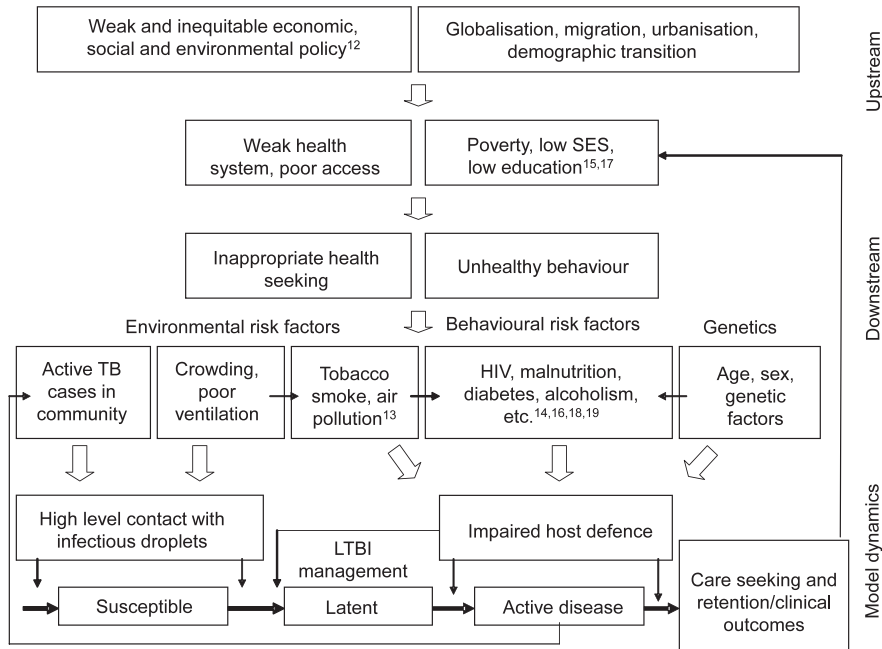 Weak and inequitable economic,
social and environmental policy12
Globalisation, migration, urbanisation,
demographic transition
Upstream
Weak health
system, poor access
Poverty, low SES,
low education15,17
Inappropriate health
seeking
Unhealthy behaviour
Downstream
Environmental risk factors
Behavioural risk factors
Genetics
Active TB
cases in
community
Crowding,
poor
ventilation
Tobacco
smoke, air
pollution13
HIV, malnutrition,
diabetes, alcoholism,
etc.14,16,18,19
Age, sex,
genetic
factors
High level contact with
infectious droplets
LTBI
management
Impaired host defence
Susceptible
Latent
Active disease
Care seeking and
retention/clinical
outcomes
Model dynamics